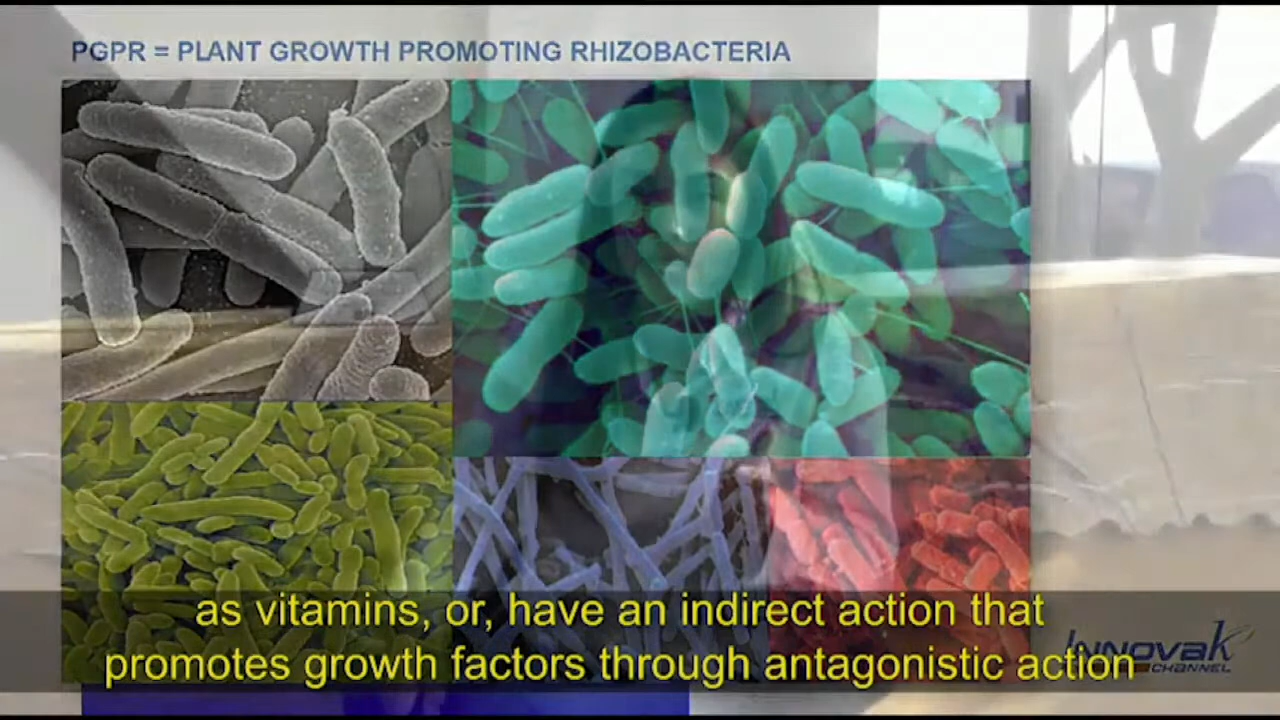 PGPR = PLANT GROWTH PROMOTING RHIZOBACTERIA
as vitamins, or, have an indirect action that
promotes growth factors through antagonistic action
INNOVAK
CHANNEL